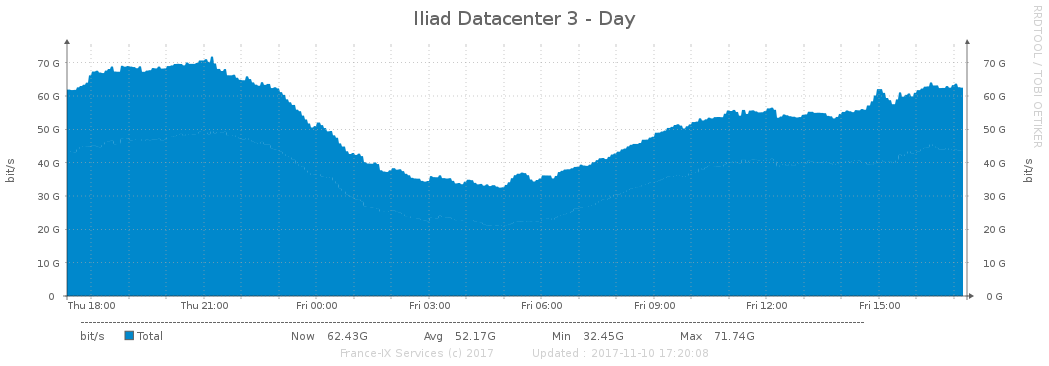 Iliad Datacenter 3 - Day
RRDTOOL / TOBI OETIKER
bit/s
70 G
60 G
50 G
40 G
30 G
20 G
10 G
0
70 G
60 G
50 G
40 G
30 G
20 G
10 G
0 G
bit/s
Thu 18:00 Thu 21:00 Fri 00:00 Fri 03:00 Fri 06:00 Fri 09:00 Fri 12:00 Fri 15:00
bit/s Total Now 62.43G Avg 52.17G Min 32.45G Max 71.74G
France-IX Services (c) 2017 Updated : 2017-11-10 17:20:08